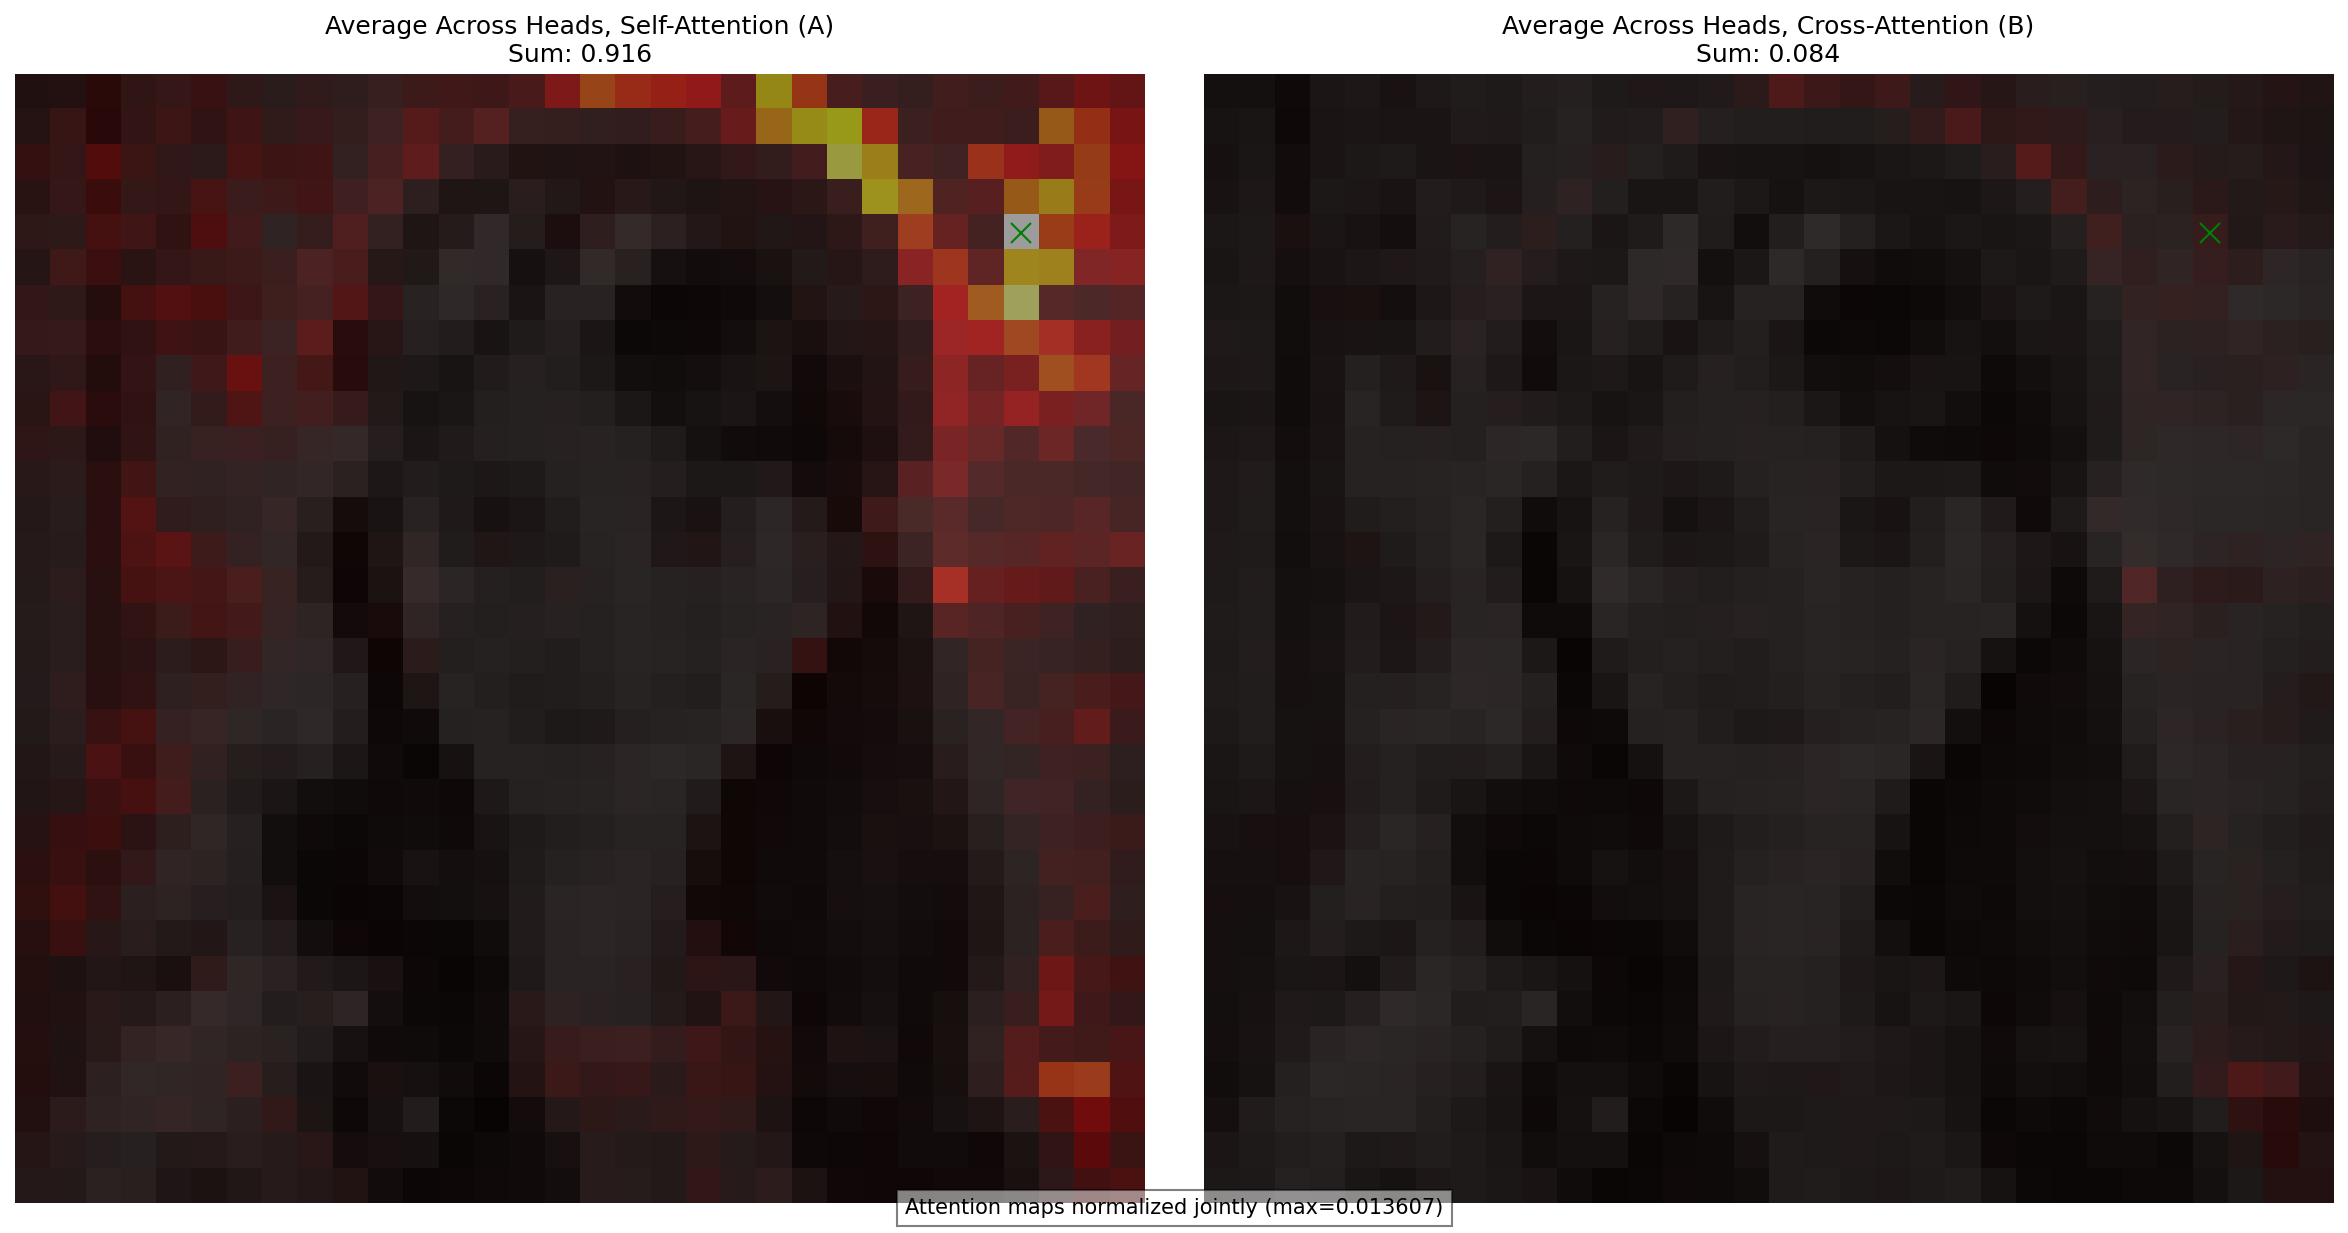 Average Across Heads, Self-Attention (A)
Sum: 0.916
Average Across Heads, Cross-Attention (B)
Sum: 0.084
Attention maps normalized jointly (max=0.013607)